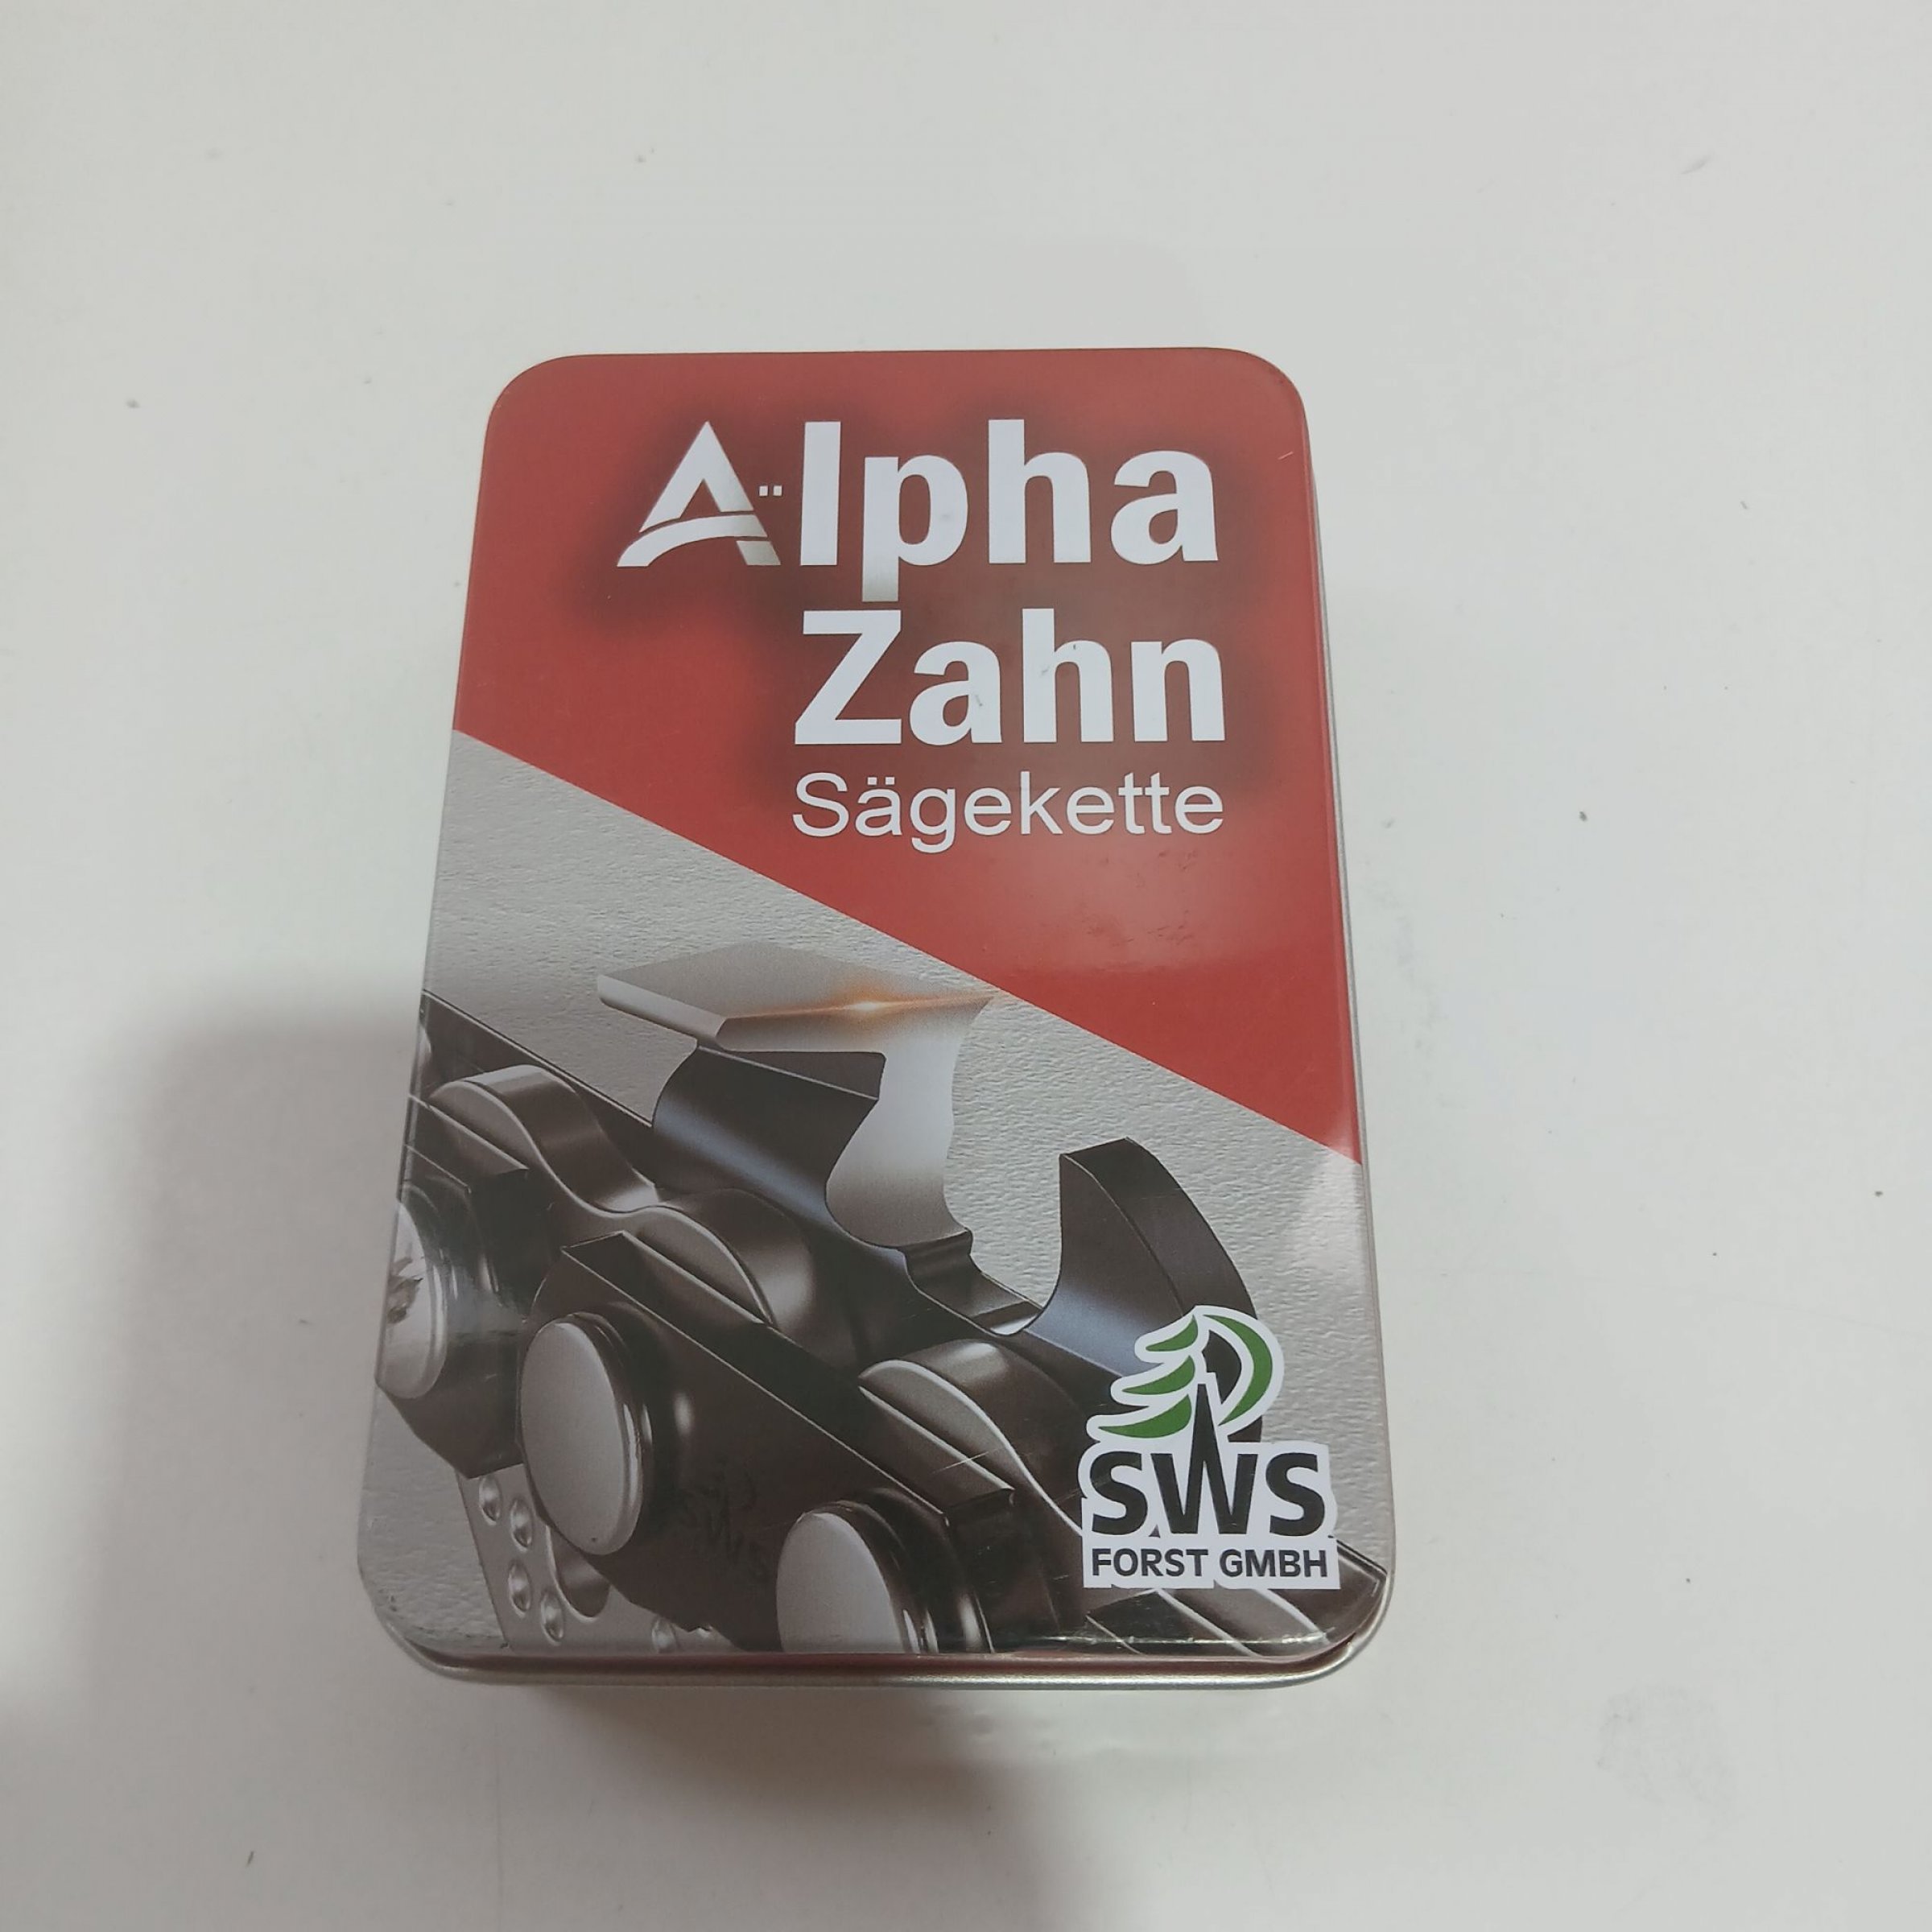 Alpha
Zahn
Sägekette
SWS
FORST GMBH